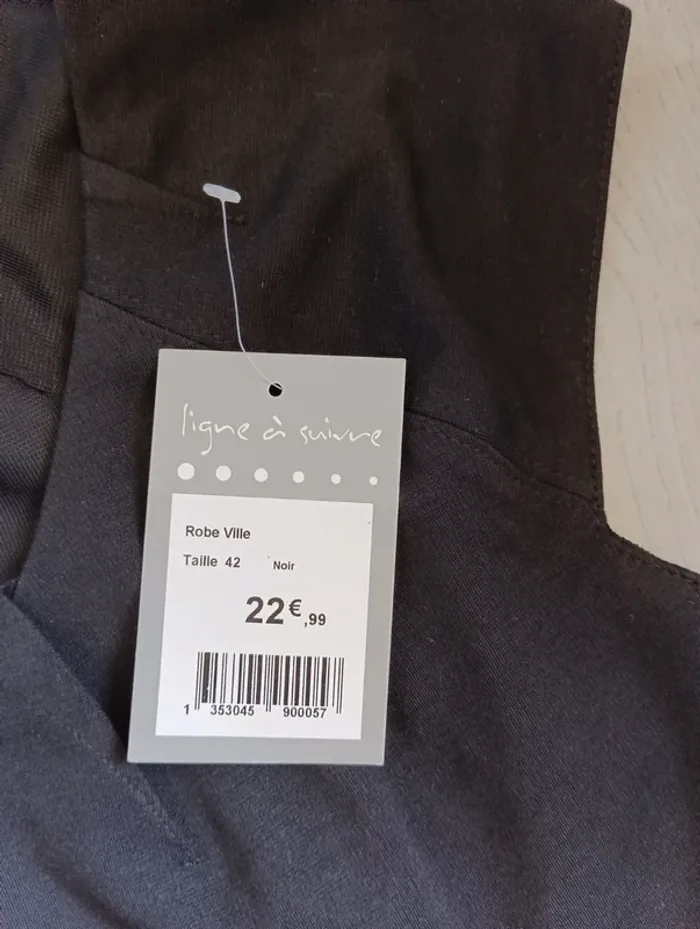 ligne à suivre
Robe Ville
Taille 42 Noir
22€,99
1 353045 900057